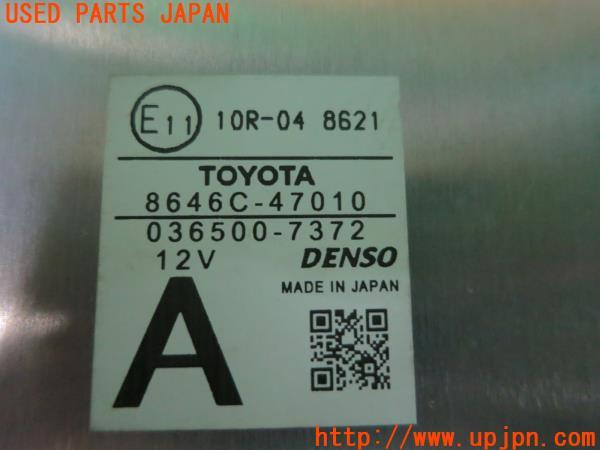 USED PARTS JAPAN
E11 10R-04 8621
TOYOTA
8646C-47010
036500-7372
12V DENSO
MADE IN JAPAN
A
http://www.upjpn.com